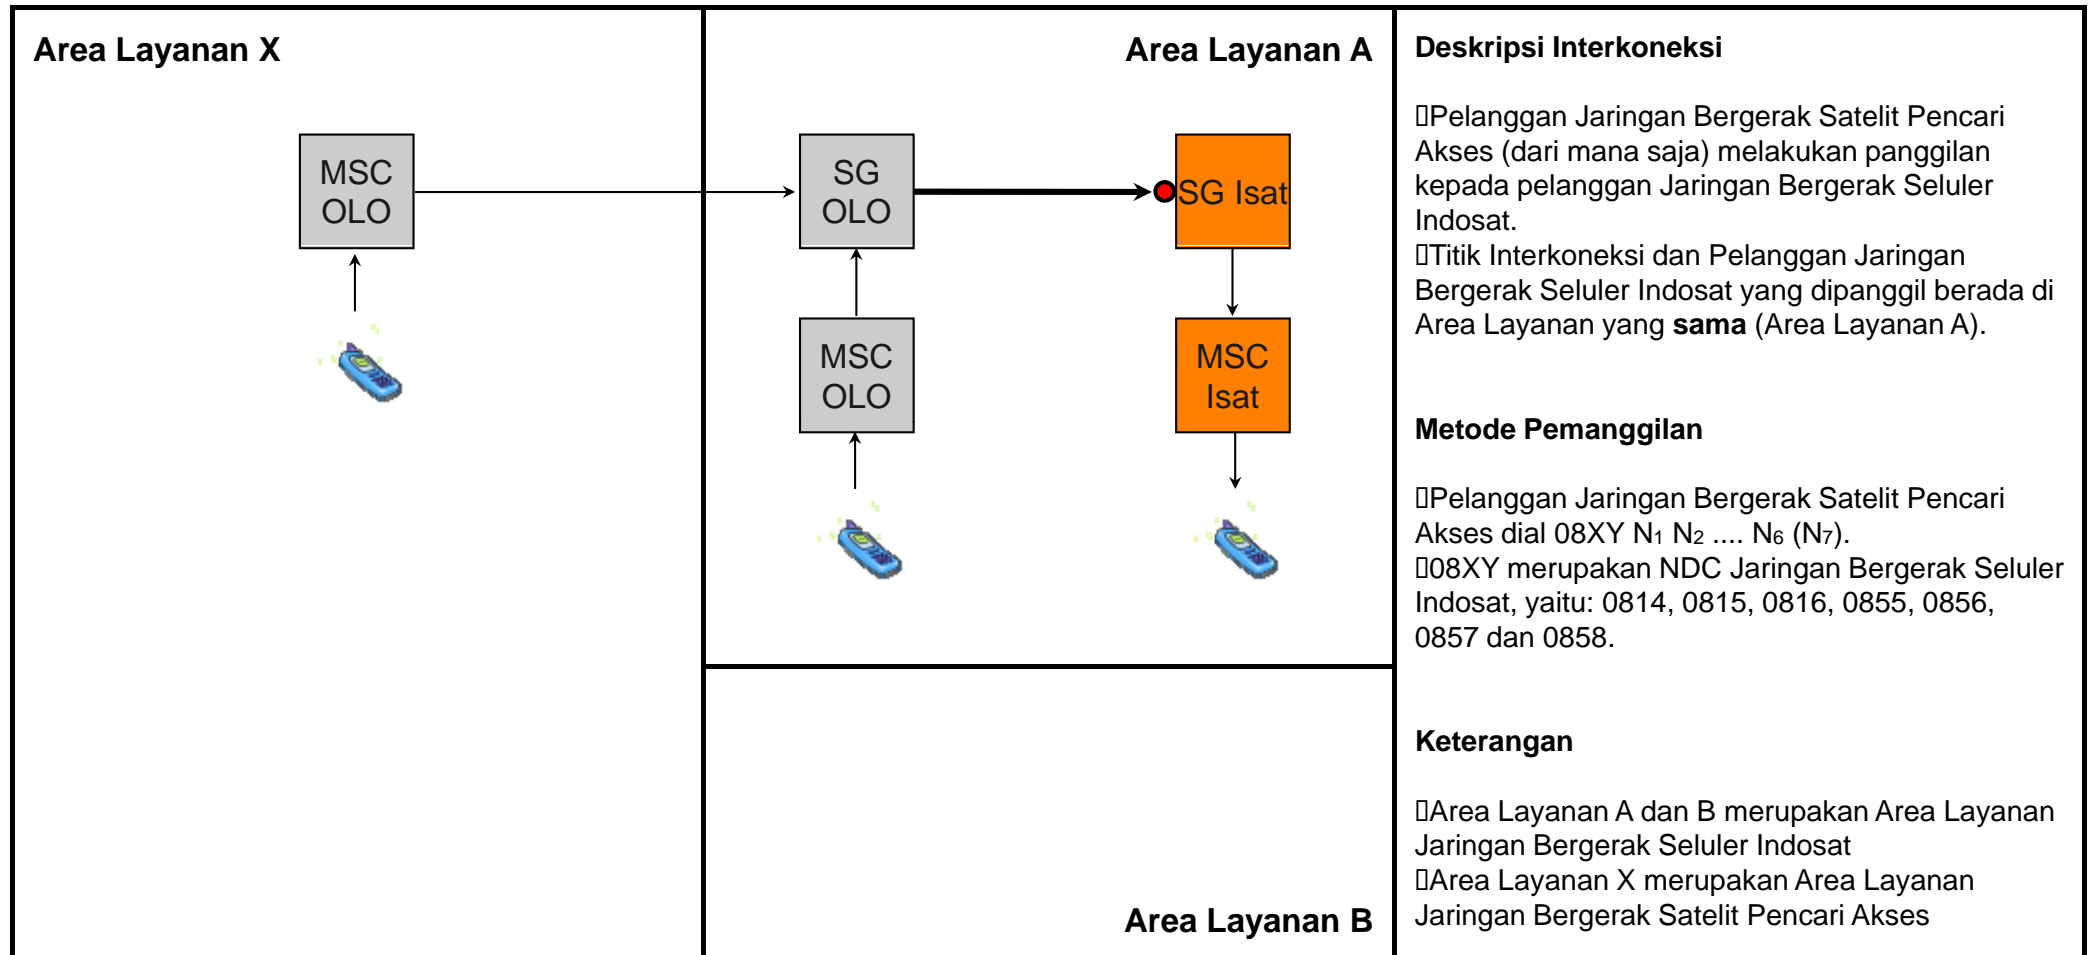 Area Layanan X
MSC
OLO
Area Layanan A
SG
OLO
SG Isat
MSC
OLO
MSC
Isat
Area Layanan B
Deskripsi Interkoneksi
Pelanggan Jaringan Bergerak Satelit Pencari
Akses (dari mana saja) melakukan panggilan
kepada pelanggan Jaringan Bergerak Seluler
Indosat.
Titik Interkoneksi dan Pelanggan Jaringan
Bergerak Seluler Indosat yang dipanggil berada di
Area Layanan yang sama (Area Layanan A).
Metode Pemanggilan
Pelanggan Jaringan Bergerak Satelit Pencari
Akses dial 08XY N1 N2 .... N6 (N7).
08XY merupakan NDC Jaringan Bergerak Seluler
Indosat, yaitu: 0814, 0815, 0816, 0855, 0856,
0857 dan 0858.
Keterangan
Area Layanan A dan B merupakan Area Layanan
Jaringan Bergerak Seluler Indosat
Area Layanan X merupakan Area Layanan
Jaringan Bergerak Satelit Pencari Akses